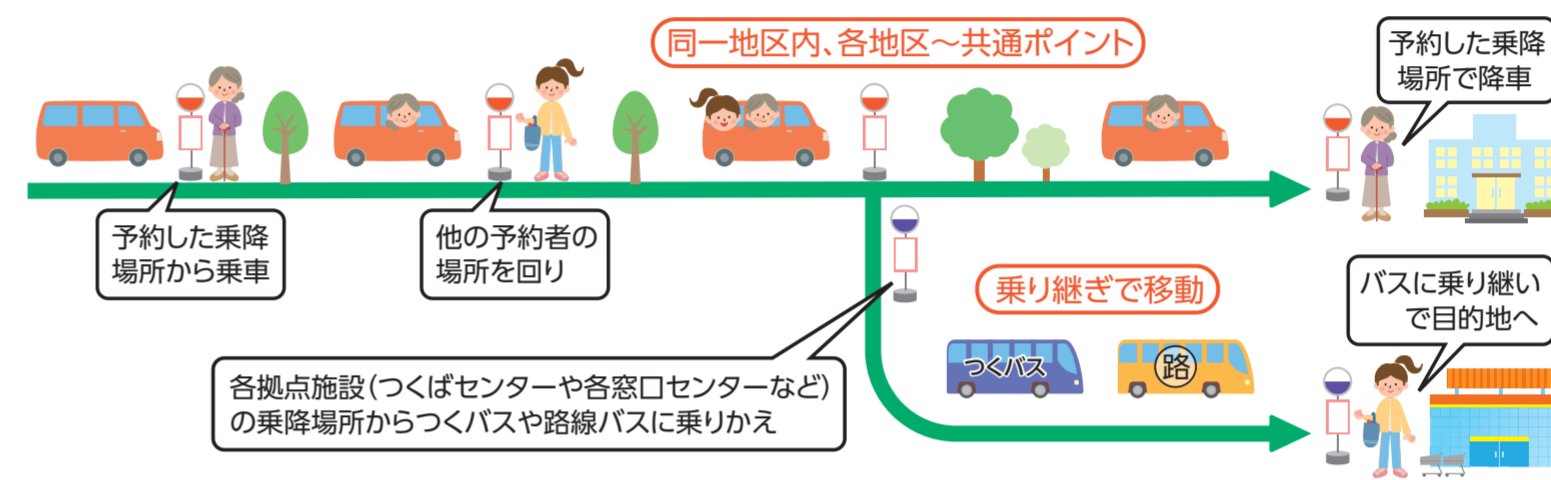 同一地区内、各地区～共通ポイント
予約した乗降
場所で降車
予約した乗降
場所から乗車
他の予約者の
場所を回り
乗り継ぎで移動
バスに乗り継い
で目的地へ
つくバス
路
各拠点施設(つくばセンターや各窓口センターなど)
の乗降場所からつくバスや路線バスに乗りかえ